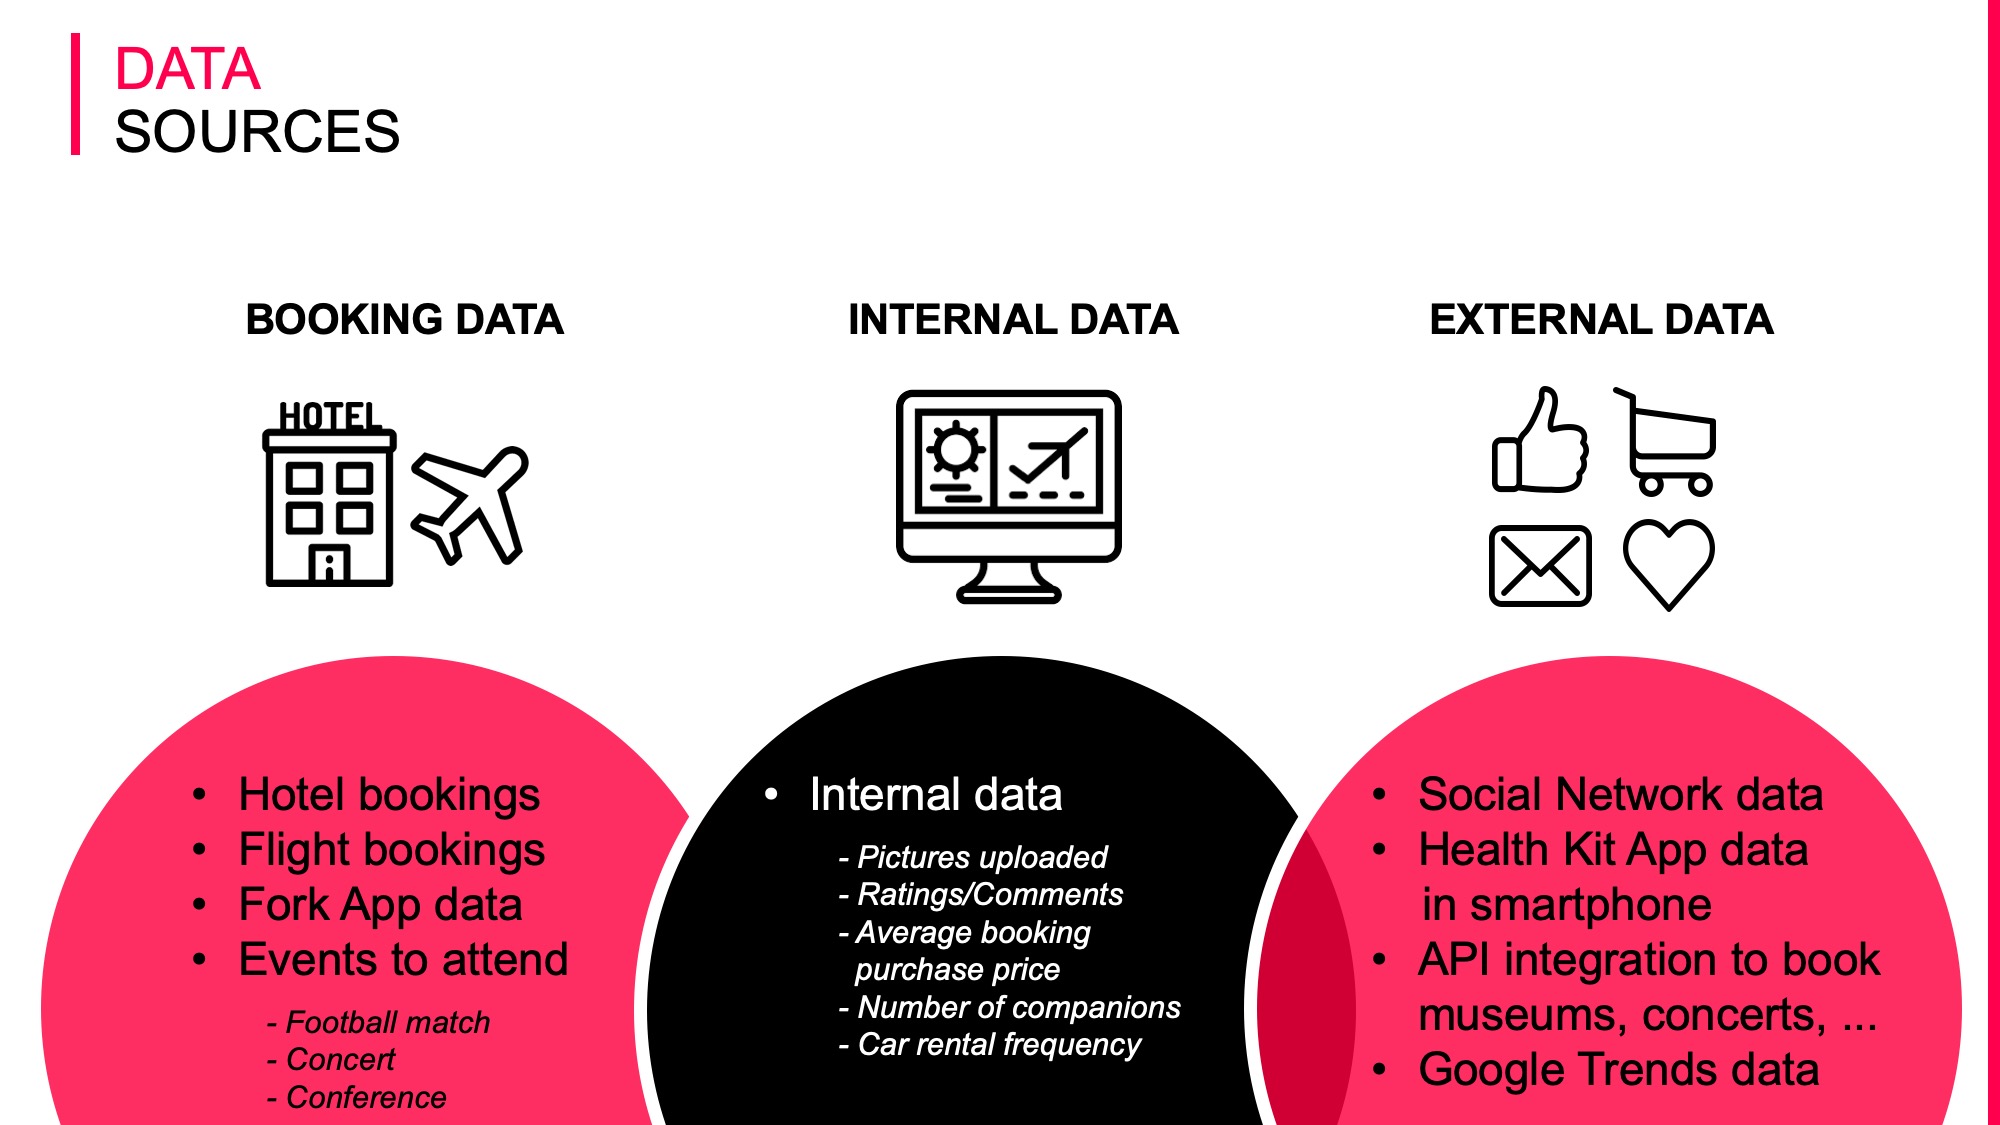 DATA
SOURCES
BOOKING DATA
INTERNAL DATA
EXTERNAL DATA
HOTEL
• Hotel bookings
• Flight bookings
• Fork App data
• Events to attend
- Football match
- Concert
- Conference
• Internal data
- Pictures uploaded
- Ratings/Comments
- Average booking
purchase price
- Number of companions
- Car rental frequency
• Social Network data
• Health Kit App data
in smartphone
• API integration to book
museums, concerts, ...
• Google Trends data